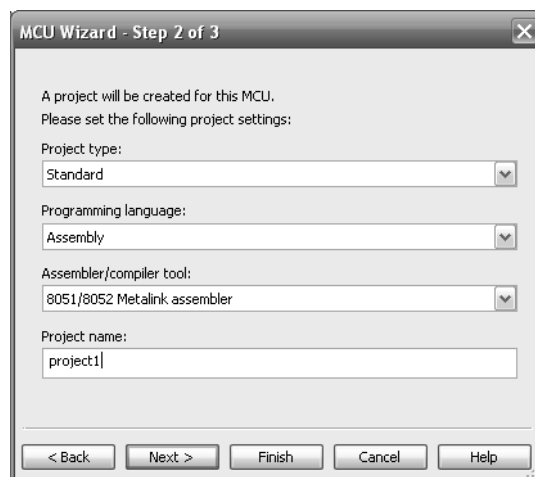 MCU Wizard - Step 2 of 3
A project will be created for this MCU.
Please set the following project settings:
Project type:
Standard
Programming language:
Assembly
Assembler/compiler tool:
8051/8052 Metalink assembler
Project name:
project1
< Back Next > Finish Cancel Help